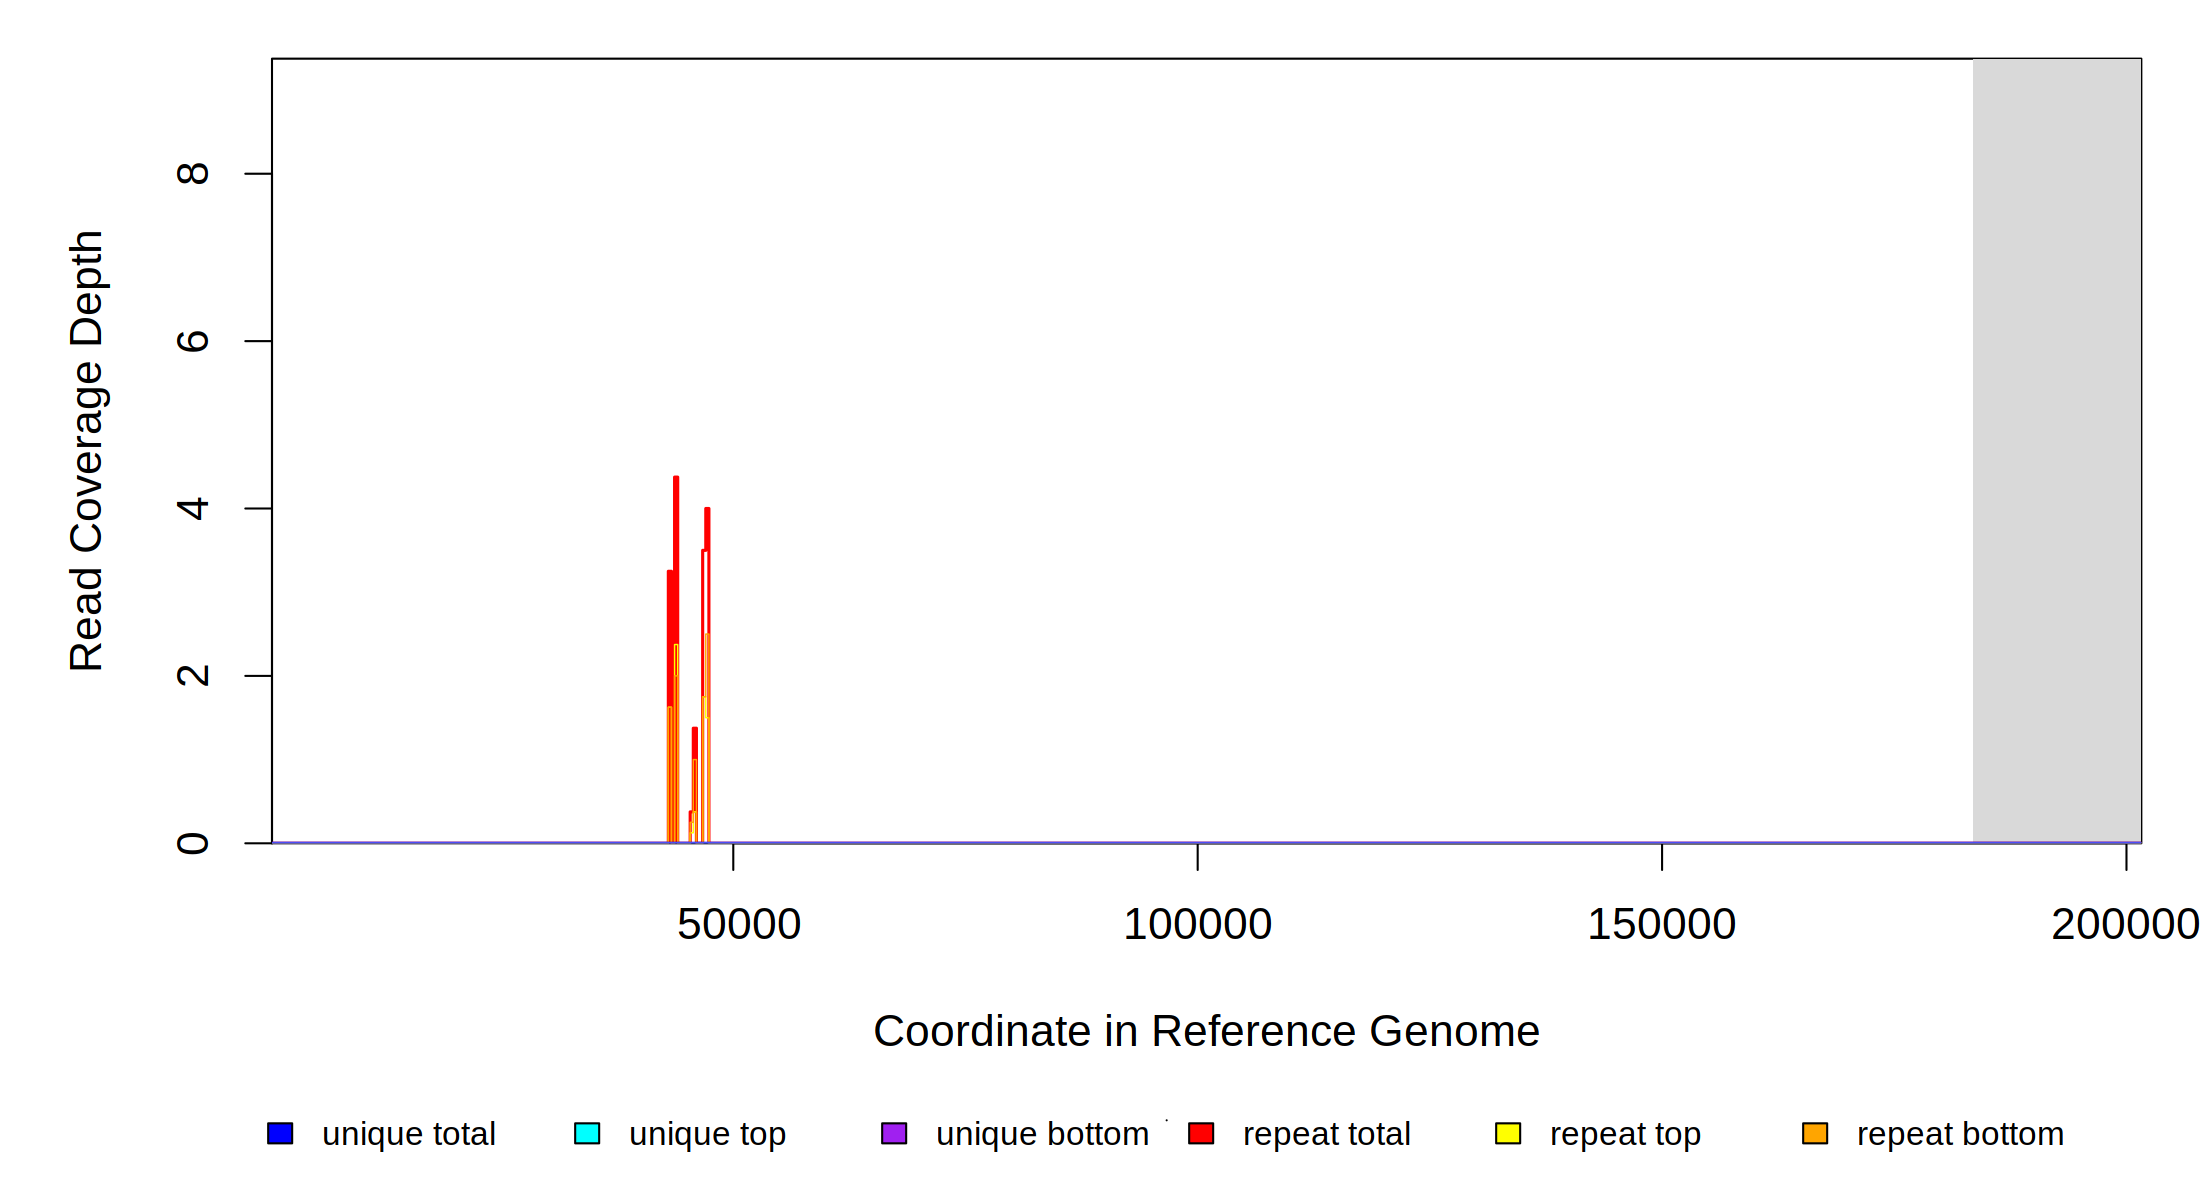 Read Coverage Depth
8
6
4
2
0
50000 100000 150000 200000
Coordinate in Reference Genome
unique total unique top unique bottom repeat total repeat top repeat bottom